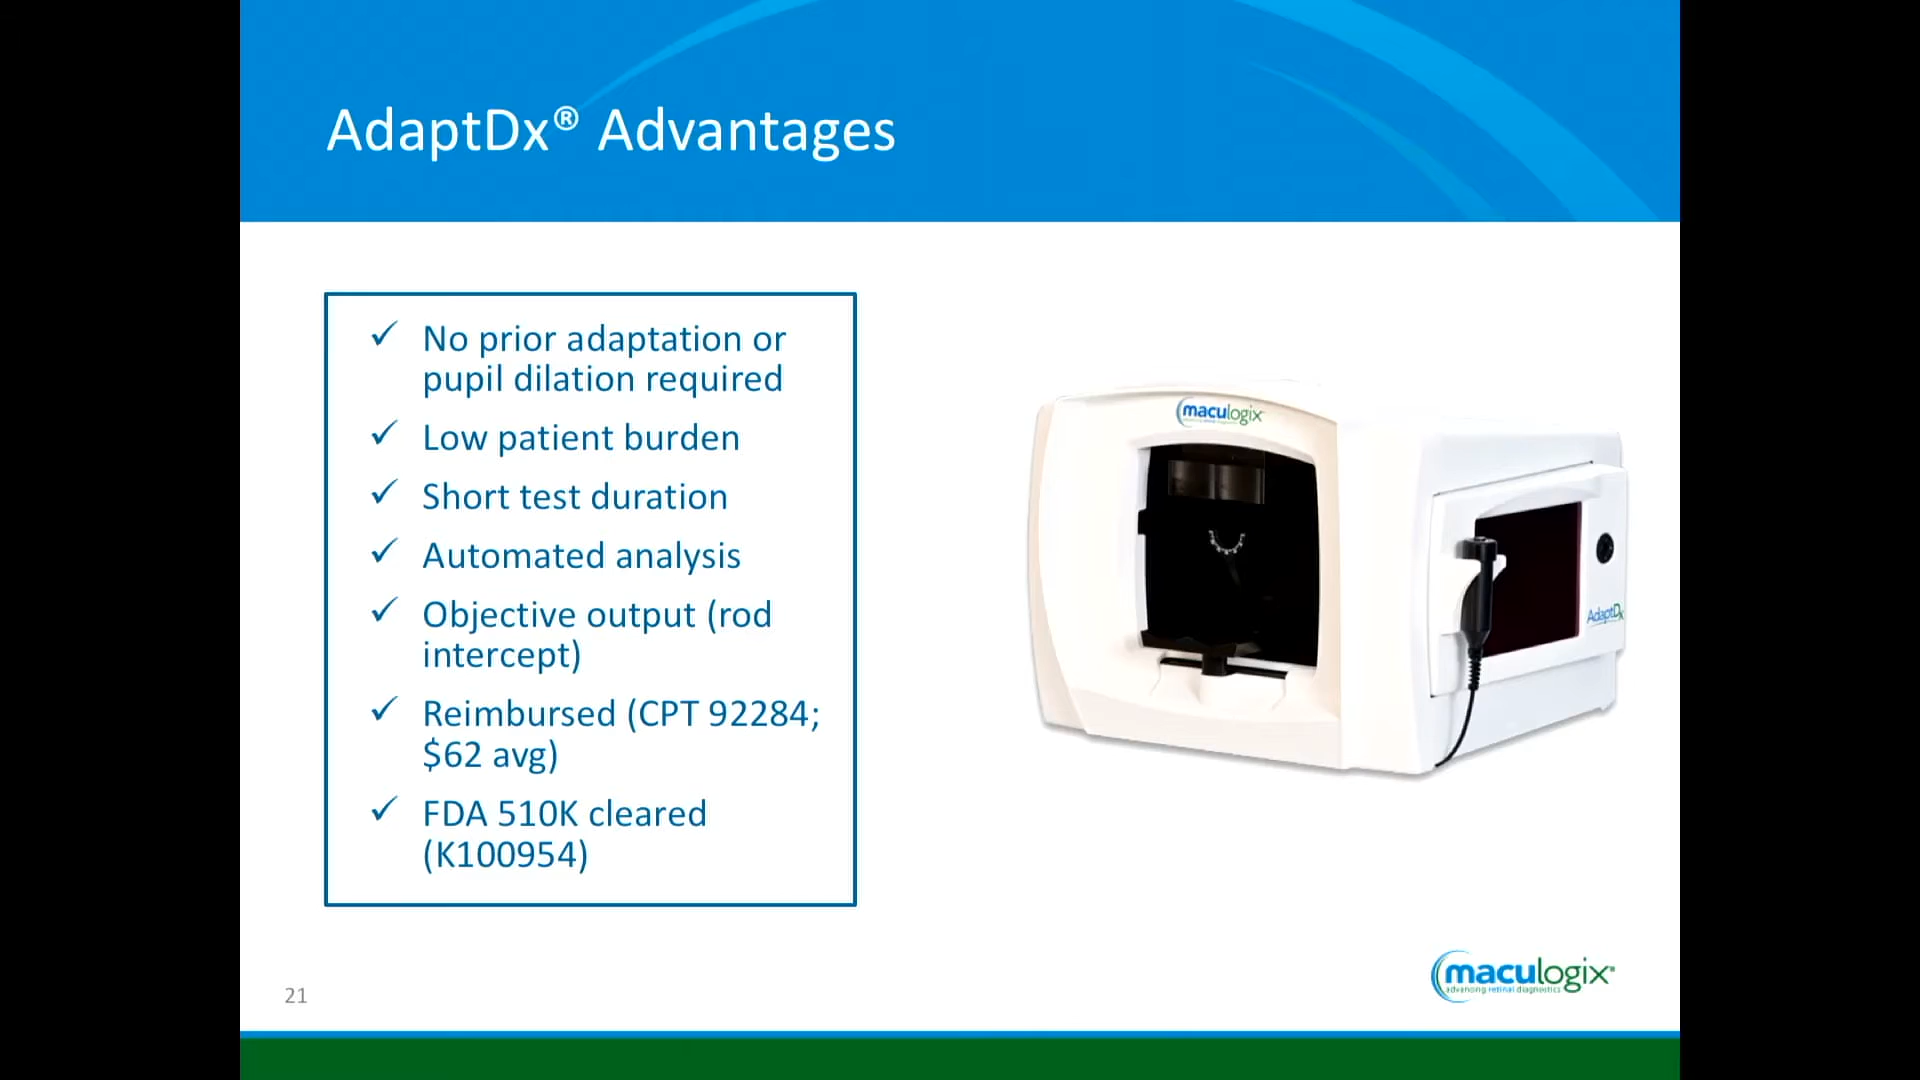 AdaptDx® Advantages
✓ No prior adaptation or
pupil dilation required
✓ Low patient burden
✓ Short test duration
✓ Automated analysis
✓ Objective output (rod
intercept)
✓ Reimbursed (CPT 92284;
$62 avg)
✓ FDA 510K cleared
(K100954)
maculogix
AdaptDx
maculogix®
advancing retinal diagnostics
21